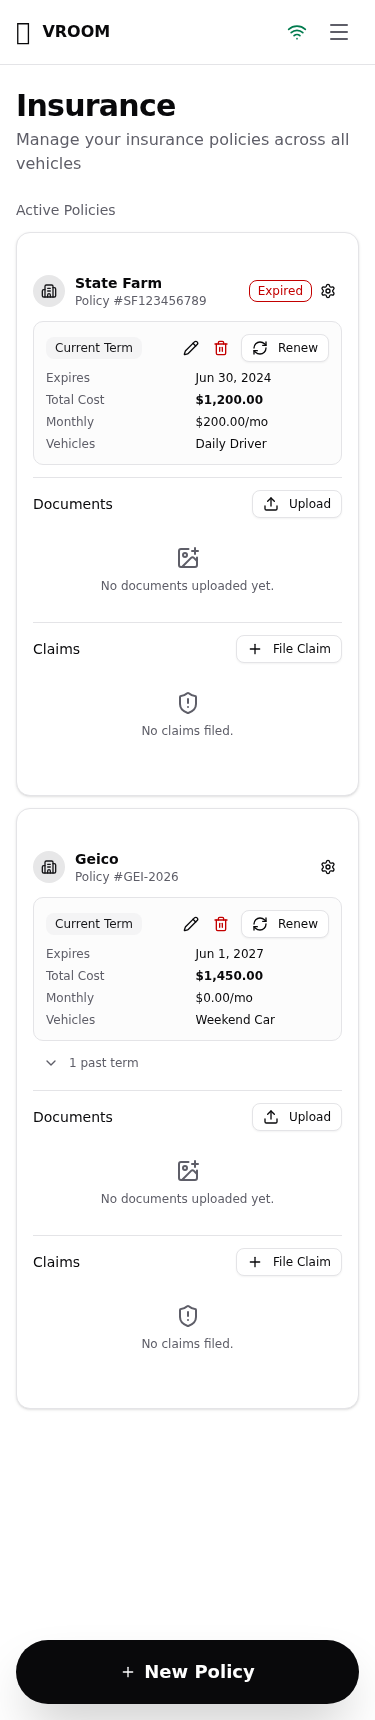 VROOM
Insurance
Manage your insurance policies across all
vehicles
Active Policies
State Farm
Policy #SF123456789
Expired
Current Term
Renew
Expires Jun 30, 2024
Total Cost $1,200.00
Monthly $200.00/mo
Vehicles Daily Driver
Documents
Upload
No documents uploaded yet.
Claims
File Claim
No claims filed.
Geico
Policy #GEI-2026
Current Term
Renew
Expires Jun 1, 2027
Total Cost $1,450.00
Monthly $0.00/mo
Vehicles Weekend Car
1 past term
Documents
Upload
No documents uploaded yet.
Claims
File Claim
No claims filed.
+ New Policy